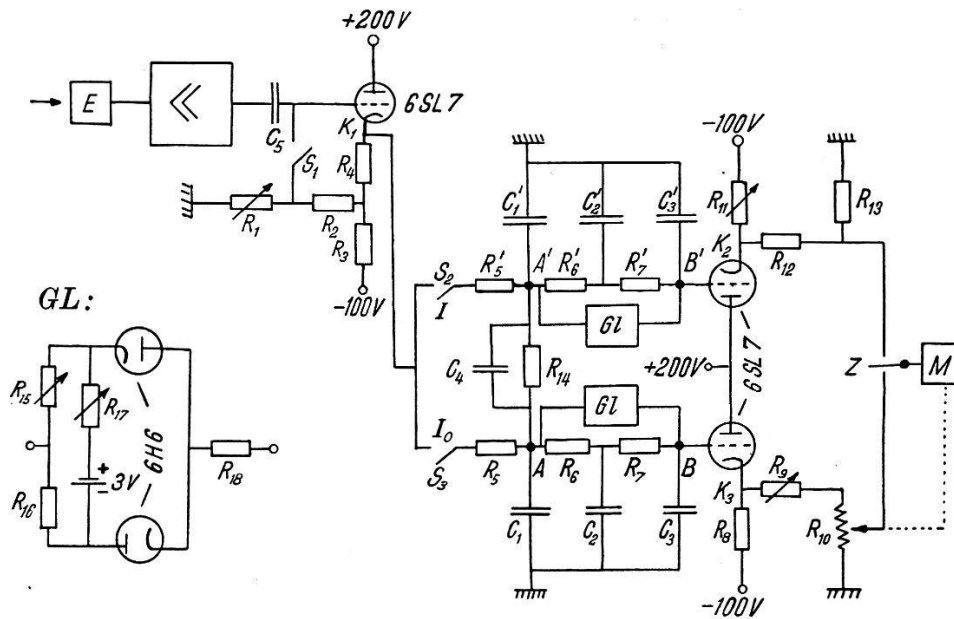 +200V
E
6SL7
C₅
K₁
S₁
R₄
R₁
R₂
R₃
-100V
GL:
R₁₅
R₁₇
+
3V
-
R₁₆
6H6
R₁₈
C₁'
C₂'
C₃'
S₂
I
R₅'
A'
R₆'
R₇'
B'
Gl
C₄
R₁₄
Gl
I₀
S₃
R₅
A
R₆
R₇
B
C₁
C₂
C₃
-100V
R₁₁
R₁₃
K₂
R₁₂
+200V
6SL7
Z
M
K₃
R₉
R₈
R₁₀
-100V